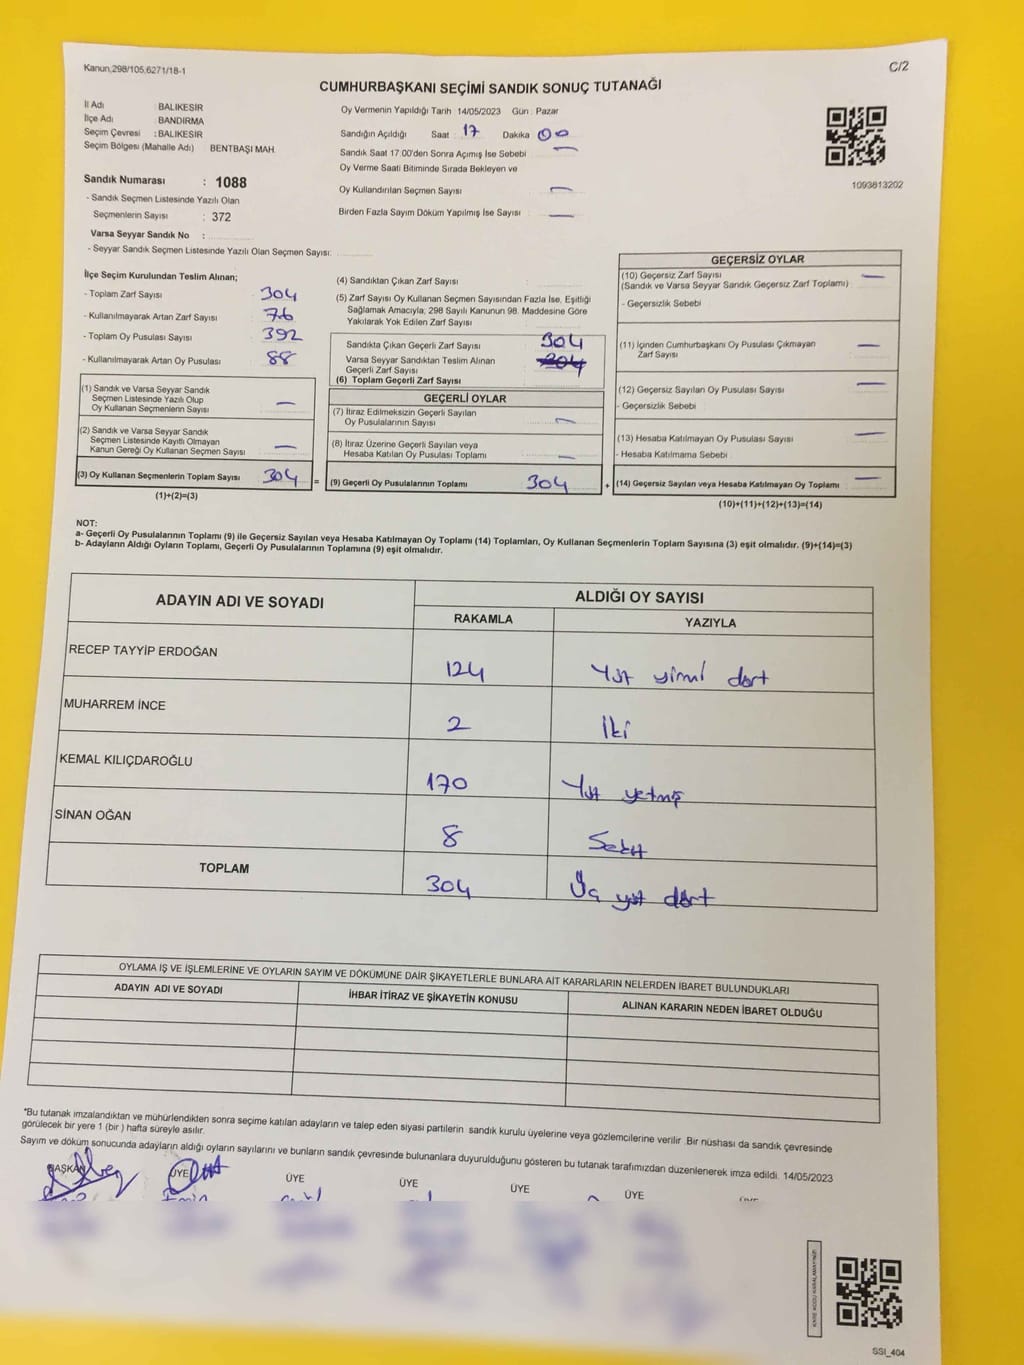 Kanun,298/105,6271/18-1
C/2
CUMHURBAŞKANI SEÇİMİ SANDIK SONUÇ TUTANAĞI
İl Adı BALIKESİR
İlçe Adı : BANDIRMA
Seçim Çevresi : BALIKESİR
Seçim Bölgesi (Mahalle Adı) BENTBAŞI MAH.
Sandık Numarası : 1088
- Sandık Seçmen Listesinde Yazılı Olan
Seçmenlerin Sayısı : 372
Varsa Seyyar Sandık No :
- Seyyar Sandık Seçmen Listesinde Yazılı Olan Seçmen Sayısı:
Oy Vermenin Yapıldığı Tarih 14/05/2023 Gün : Pazar
Sandığın Açıldığı Saat : 17 Dakika 00
Sandık Saat 17:00'den Sonra Açımış İse Sebebi —
Oy Verme Saati Bitiminde Sırada Bekleyen ve
Oy Kullandırılan Seçmen Sayısı —
Birden Fazla Sayım Döküm Yapılmış İse Sayısı —
1093813202
İlçe Seçim Kurulundan Teslim Alınan;
- Toplam Zarf Sayısı 304
- Kullanılmayarak Artan Zarf Sayısı 76
- Toplam Oy Pusulası Sayısı 392
- Kullanılmayarak Artan Oy Pusulası 88
(1) Sandık ve Varsa Seyyar Sandık
Seçmen Listesinde Yazılı Olup
Oy Kullanan Seçmenlerin Sayısı —
(2) Sandık ve Varsa Seyyar Sandık
Seçmen Listesinde Kayıtlı Olmayan
Kanun Gereği Oy Kullanan Seçmen Sayısı —
(3) Oy Kullanan Seçmenlerin Toplam Sayısı 304 =
(1)+(2)=(3)
(4) Sandıktan Çıkan Zarf Sayısı
(5) Zarf Sayısı Oy Kullanan Seçmen Sayısından Fazla İse, Eşitliği
Sağlamak Amacıyla; 298 Sayılı Kanunun 98. Maddesine Göre
Yakılarak Yok Edilen Zarf Sayısı
Sandıkta Çıkan Geçerli Zarf Sayısı 304
Varsa Seyyar Sandıktan Teslim Alınan
Geçerli Zarf Sayısı 304
(6) Toplam Geçerli Zarf Sayısı
GEÇERLİ OYLAR
(7) İtiraz Edilmeksizin Geçerli Sayılan
Oy Pusulalarının Sayısı —
(8) İtiraz Üzerine Geçerli Sayılan veya
Hesaba Katılan Oy Pusulası Toplamı —
(9) Geçerli Oy Pusulalarının Toplamı 304 +
GEÇERSİZ OYLAR
(10) Geçersiz Zarf Sayısı —
(Sandık ve Varsa Seyyar Sandık Geçersiz Zarf Toplamı)
- Geçersizlik Sebebi
(11) İçinden Cumhurbaşkanı Oy Pusulası Çıkmayan —
Zarf Sayısı
(12) Geçersiz Sayılan Oy Pusulası Sayısı —
- Geçersizlik Sebebi
(13) Hesaba Katılmayan Oy Pusulası Sayısı —
- Hesaba Katılmama Sebebi
(14) Geçersiz Sayılan veya Hesaba Katılmayan Oy Toplamı —
(10)+(11)+(12)+(13)=(14)
NOT:
a- Geçerli Oy Pusulalarının Toplamı (9) ile Geçersiz Sayılan veya Hesaba Katılmayan Oy Toplamı (14) Toplamları, Oy Kullanan Seçmenlerin Toplam Sayısına (3) eşit olmalıdır. (9)+(14)=(3)
b- Adayların Aldığı Oyların Toplamı, Geçerli Oy Pusulalarının Toplamına (9) eşit olmalıdır.
ADAYIN ADI VE SOYADI ALDIĞI OY SAYISI
RAKAMLA YAZIYLA
RECEP TAYYİP ERDOĞAN 124 Yüz yirmi dört
MUHARREM İNCE 2 İki
KEMAL KILIÇDAROĞLU 170 Yüz yetmiş
SİNAN OĞAN 8 Sekiz
TOPLAM 304 Üç yüz dört
OYLAMA İŞ VE İŞLEMLERİNE VE OYLARIN SAYIM VE DÖKÜMÜNE DAİR ŞİKAYETLERLE BUNLARA AİT KARARLARIN NELERDEN İBARET BULUNDUKLARI
ADAYIN ADI VE SOYADI İHBAR İTİRAZ VE ŞİKAYETİN KONUSU ALINAN KARARIN NEDEN İBARET OLDUĞU
*Bu tutanak imzalandıktan ve mühürlendikten sonra seçime katılan adayların ve talep eden siyasi partilerin sandık kurulu üyelerine veya gözlemcilerine verilir .Bir nüshası da sandık çevresinde
görülecek bir yere 1 (bir ) hafta süreyle asılır.
Sayım ve döküm sonucunda adayların aldığı oyların sayılarını ve bunların sandık çevresinde bulunanlara duyurulduğunu gösteren bu tutanak tarafımızdan düzenlenerek imza edildi. 14/05/2023
BAŞKAN ÜYE ÜYE ÜYE ÜYE ÜYE
SSI_404